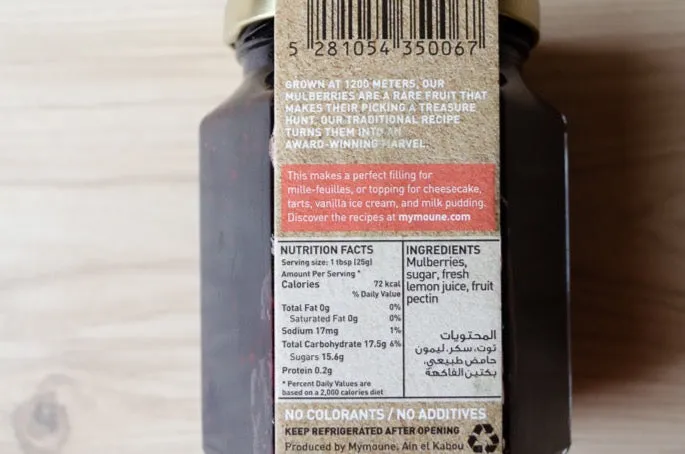 5 281054 350067
GROWN AT 1200 METERS, OUR
MULBERRIES ARE A RARE FRUIT THAT
MAKES THEIR PICKING A TREASURE
HUNT. OUR TRADITIONAL RECIPE
TURNS THEM INTO AN
AWARD-WINNING MARVEL.
This makes a perfect filling for
mille-feuilles, or topping for cheesecake,
tarts, vanilla ice cream, and milk pudding.
Discover the recipes at mymoune.com
NUTRITION FACTS
Serving size: 1 tbsp (25g)
Amount Per Serving *
Calories 72 kcal
% Daily Value
Total Fat 0g 0%
Saturated Fat 0g 0%
Sodium 17mg 1%
Total Carbohydrate 17.5g 6%
Sugars 15.6g
Protein 0.2g
* Percent Daily Values are
based on a 2,000 calories diet
INGREDIENTS
Mulberries,
sugar, fresh
lemon juice, fruit
pectin
المحتويات
توت، سكر، ليمون
حامض طبيعي،
بكتين الفاكهة
NO COLORANTS / NO ADDITIVES
KEEP REFRIGERATED AFTER OPENING
Produced by Mymoune, Ain el Kabou